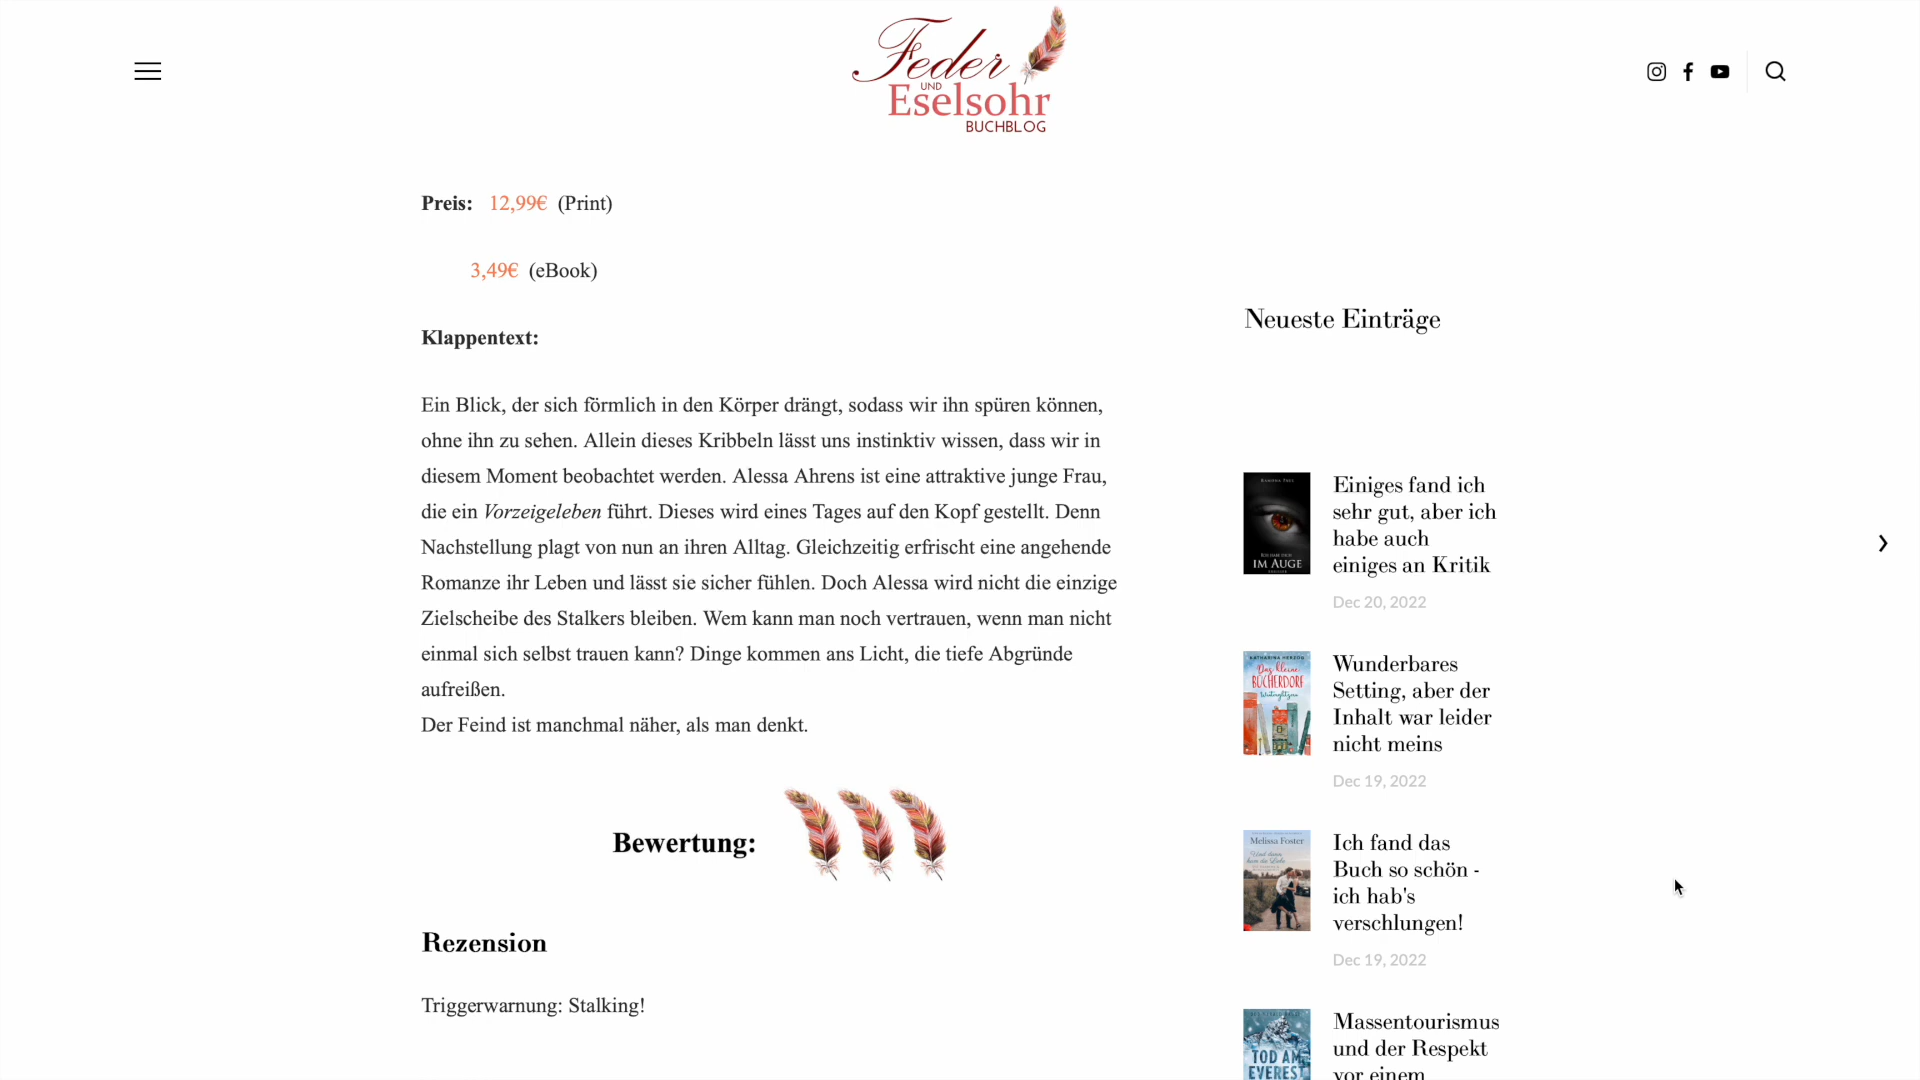 Feder
UND
Eselsohr
BUCHBLOG
Preis: 12,99€ (Print)
3,49€ (eBook)
Klappentext:
Ein Blick, der sich förmlich in den Körper drängt, sodass wir ihn spüren können,
ohne ihn zu sehen. Allein dieses Kribbeln lässt uns instinktiv wissen, dass wir in
diesem Moment beobachtet werden. Alessa Ahrens ist eine attraktive junge Frau,
die ein Vorzeigeleben führt. Dieses wird eines Tages auf den Kopf gestellt. Denn
Nachstellung plagt von nun an ihren Alltag. Gleichzeitig erfrischt eine angehende
Romanze ihr Leben und lässt sie sicher fühlen. Doch Alessa wird nicht die einzige
Zielscheibe des Stalkers bleiben. Wem kann man noch vertrauen, wenn man nicht
einmal sich selbst trauen kann? Dinge kommen ans Licht, die tiefe Abgründe
aufreißen.
Der Feind ist manchmal näher, als man denkt.
Bewertung:
Rezension
Triggerwarnung: Stalking!
Neueste Einträge
IM AUGE
Einiges fand ich
sehr gut, aber ich
habe auch
einiges an Kritik
Dec 20, 2022
KATHARINA HERZOG
Das kleine
BÜCHERDORF
Wunderbares
Setting, aber der
Inhalt war leider
nicht meins
Dec 19, 2022
Melissa Foster
Ich fand das
Buch so schön -
ich hab's
verschlungen!
Dec 19, 2022
TOD AM
EVEREST
Massentourismus
und der Respekt
vor einem